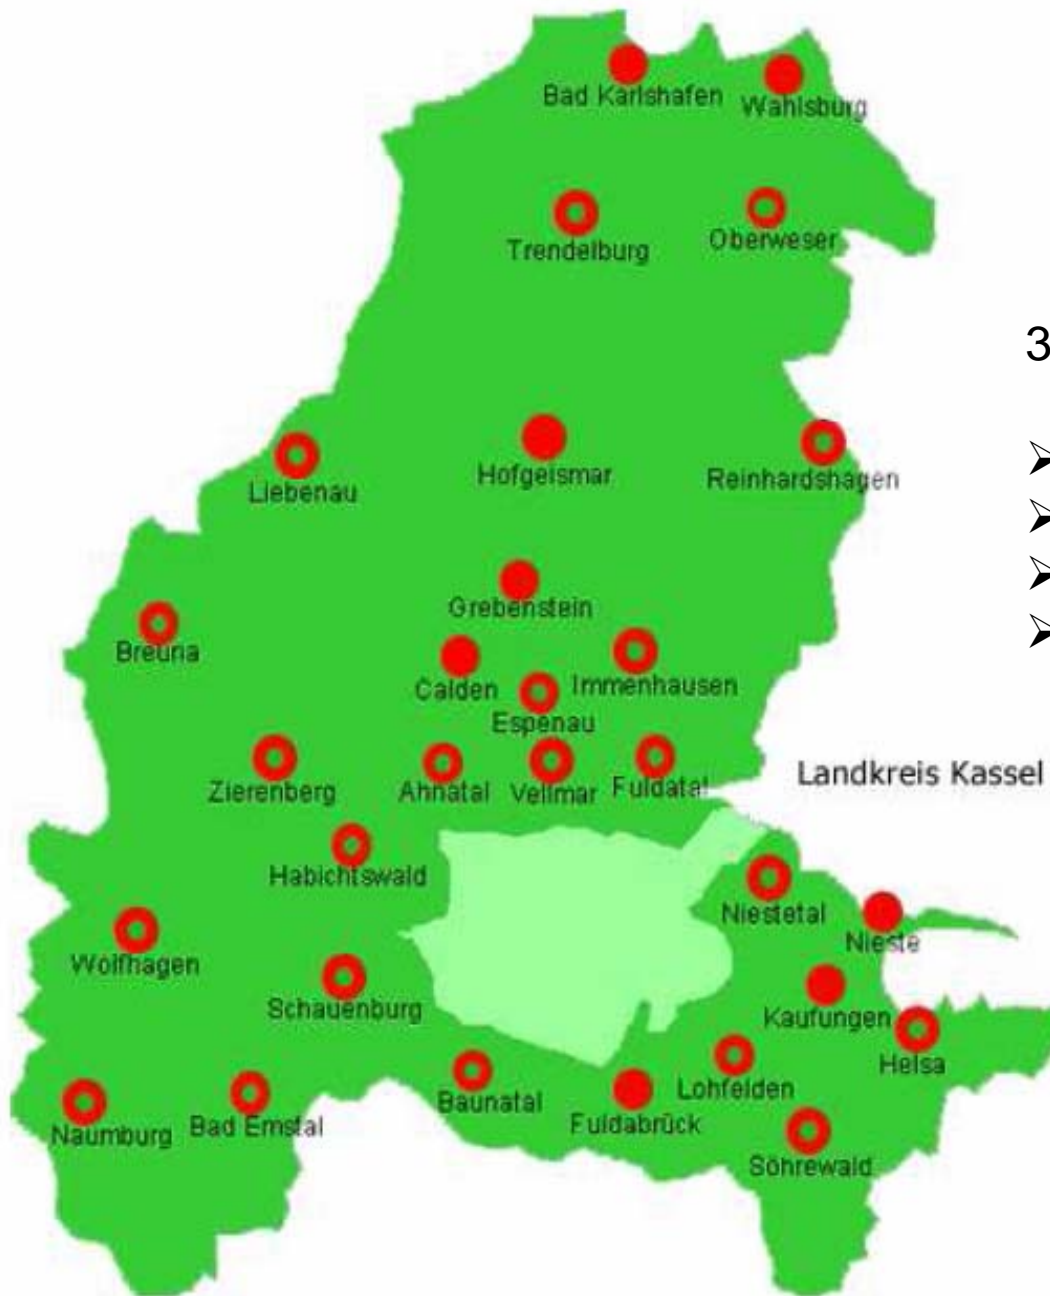 Bad Karlshafen
Wahlsburg
Trendelburg
Oberweser
3
Liebenau
Hofgeismar
Reinhardshagen
➢
➢
➢
➢
Grebenstein
Breuna
Calden
Immenhausen
Espenau
Zierenberg
Ahnatal
Vellmar
Fuldatal
Landkreis Kassel
Habichtswald
Niestetal
Nieste
Wolfhagen
Schauenburg
Kaufungen
Helsa
Lohfelden
Baunatal
Fuldabrück
Naumburg
Bad Emstal
Söhrewald